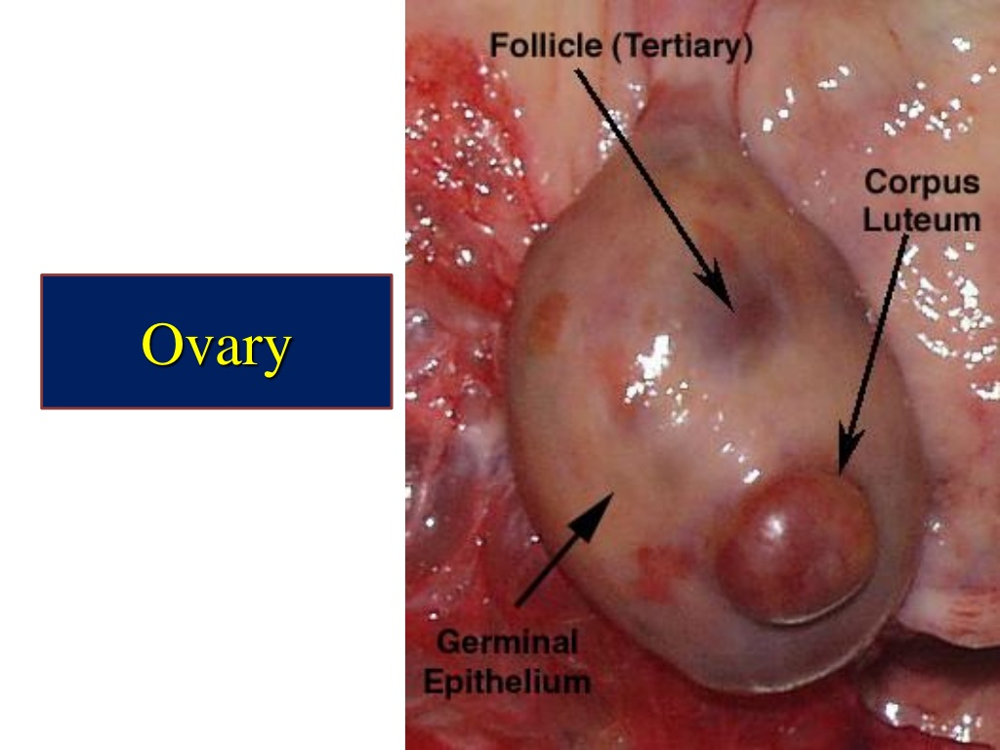 Ovary
Follicle (Tertiary)
Corpus
Luteum
Germinal
Epithelium